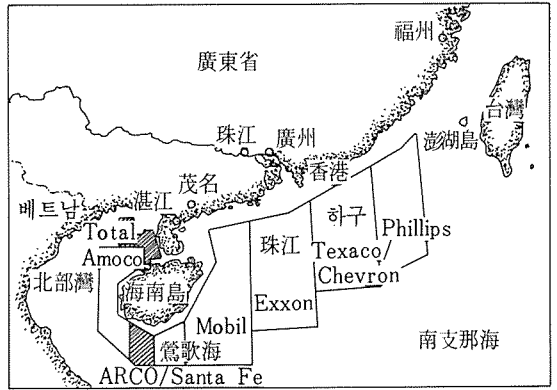 福州
廣東省
台灣
珠江
廣州
澎湖島
香港
茂名
湛江
베트남
하구
Total
珠江
Phillips
Amoco
Texaco/
北部灣
海南島
Chevron
Exxon
Mobil
鶯歌海
南支那海
ARCO/Santa Fe